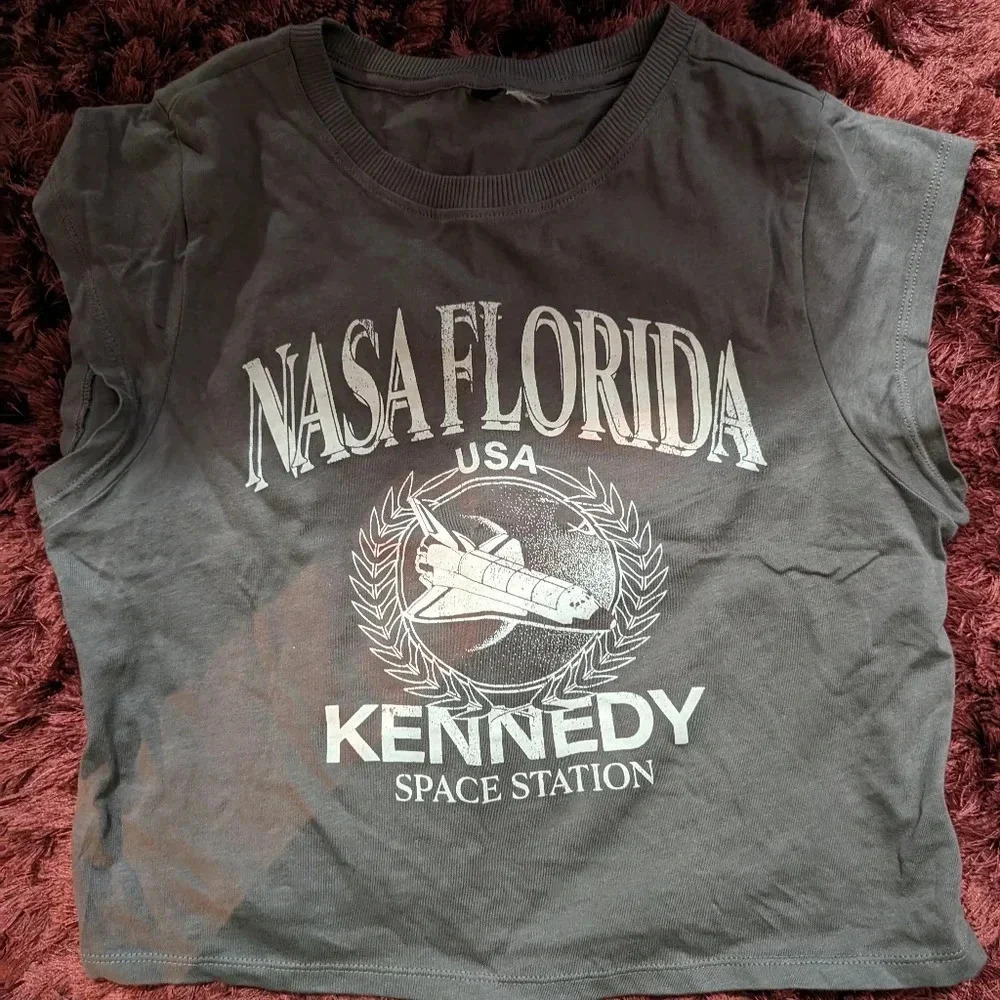 NASA FLORIDA
USA
KENNEDY
SPACE STATION